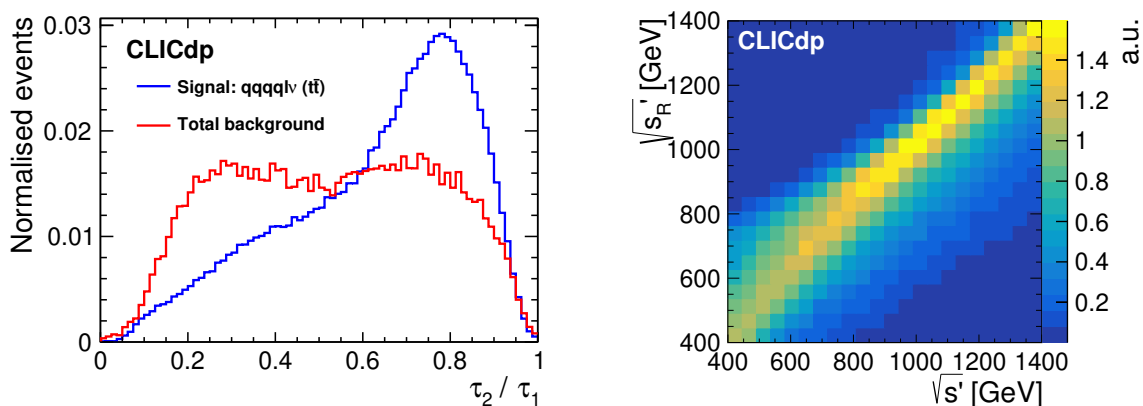 Normalised events
0.03
0.02
0.01
0
CLICdp
Signal: qqqqlν (tt̄)
Total background
0 0.2 0.4 0.6 0.8 1
τ₂ / τ₁
√s_R' [GeV]
1400
1200
1000
800
600
400
CLICdp
400 600 800 1000 1200 1400
√s' [GeV]
a.u.
1.4
1.2
1
0.8
0.6
0.4
0.2